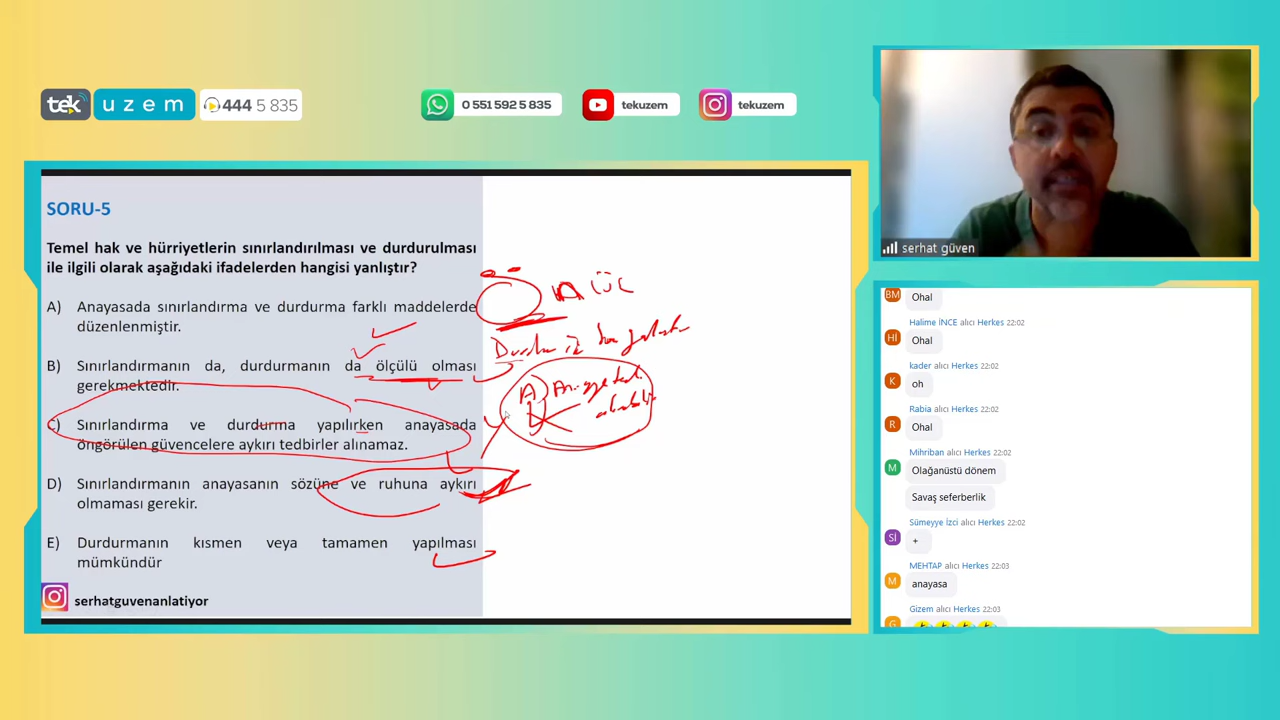 tek
uzem
444 5 835
0 551 592 5 835
tekuzem
tekuzem
SORU-5
Temel hak ve hürriyetlerin sınırlandırılması ve durdurulması
ile ilgili olarak aşağıdaki ifadelerden hangisi yanlıştır?
A) Anayasada sınırlandırma ve durdurma farklı maddelerde
düzenlenmiştir.
B) Sınırlandırmanın da, durdurmanın da ölçülü olması
gerekmektedir.
C) Sınırlandırma ve durdurma yapılırken anayasada
öngörülen güvencelere aykırı tedbirler alınamaz.
D) Sınırlandırmanın anayasanın sözüne ve ruhuna aykırı
olmaması gerekir.
E) Durdurmanın kısmen veya tamamen yapılması
mümkündür
serhatguvenanlatiyor
serhat güven
BM
Ohal
Halime İNCE alıcı Herkes 22:02
Hİ
Ohal
kader alıcı Herkes 22:02
K
oh
Rabia alıcı Herkes 22:02
R
Ohal
Mihriban alıcı Herkes 22:02
M
Olağanüstü dönem
Savaş seferberlik
Sümeyye İzci alıcı Herkes 22:02
Sİ
+
MEHTAP alıcı Herkes 22:03
M
anayasa
Gizem alıcı Herkes 22:03
G